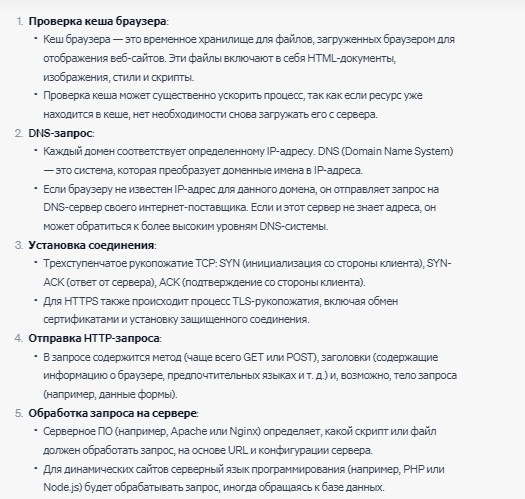 1. Проверка кеша браузера:
• Кеш браузера — это временное хранилище для файлов, загруженных браузером для
отображения веб-сайтов. Эти файлы включают в себя HTML-документы,
изображения, стили и скрипты.
• Проверка кеша может существенно ускорить процесс, так как если ресурс уже
находится в кеше, нет необходимости снова загружать его с сервера.
2. DNS-запрос:
• Каждый домен соответствует определенному IP-адресу. DNS (Domain Name System)
— это система, которая преобразует доменные имена в IP-адреса.
• Если браузеру не известен IP-адрес для данного домена, он отправляет запрос на
DNS-сервер своего интернет-поставщика. Если и этот сервер не знает адреса, он
может обратиться к более высоким уровням DNS-системы.
3. Установка соединения:
• Трехступенчатое рукопожатие TCP: SYN (инициализация со стороны клиента), SYN-
ACK (ответ от сервера), ACK (подтверждение со стороны клиента).
• Для HTTPS также происходит процесс TLS-рукопожатия, включая обмен
сертификатами и установку защищенного соединения.
4. Отправка HTTP-запроса:
• В запросе содержится метод (чаще всего GET или POST), заголовки (содержащие
информацию о браузере, предпочтительных языках и т. д.) и, возможно, тело запроса
(например, данные формы).
5. Обработка запроса на сервере:
• Серверное ПО (например, Apache или Nginx) определяет, какой скрипт или файл
должен обработать запрос, на основе URL и конфигурации сервера.
• Для динамических сайтов серверный язык программирования (например, PHP или
Node.js) будет обрабатывать запрос, иногда обращаясь к базе данных.